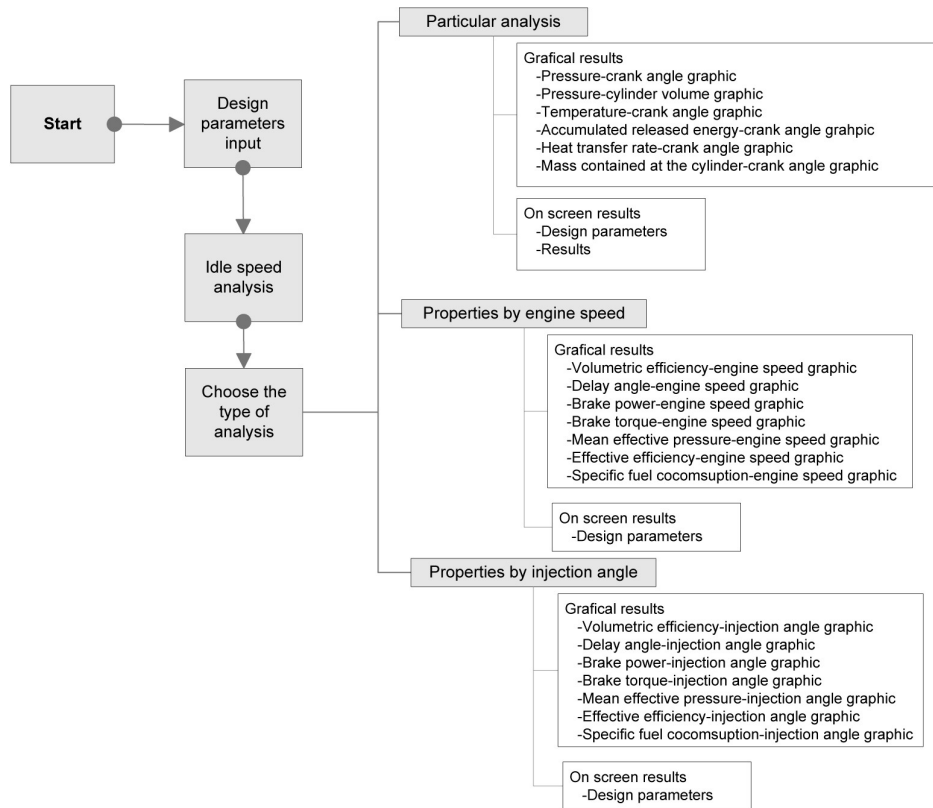 Start
Design
parameters
input
Idle speed
analysis
Choose the
type of
analysis
Particular analysis
Grafical results
-Pressure-crank angle graphic
-Pressure-cylinder volume graphic
-Temperature-crank angle graphic
-Accumulated released energy-crank angle grahpic
-Heat transfer rate-crank angle graphic
-Mass contained at the cylinder-crank angle graphic
On screen results
-Design parameters
-Results
Properties by engine speed
Grafical results
-Volumetric efficiency-engine speed graphic
-Delay angle-engine speed graphic
-Brake power-engine speed graphic
-Brake torque-engine speed graphic
-Mean effective pressure-engine speed graphic
-Effective efficiency-engine speed graphic
-Specific fuel cocomsuption-engine speed graphic
On screen results
-Design parameters
Properties by injection angle
Grafical results
-Volumetric efficiency-injection angle graphic
-Delay angle-injection angle graphic
-Brake power-injection angle graphic
-Brake torque-injection angle graphic
-Mean effective pressure-injection angle graphic
-Effective efficiency-injection angle graphic
-Specific fuel cocomsuption-injection angle graphic
On screen results
-Design parameters